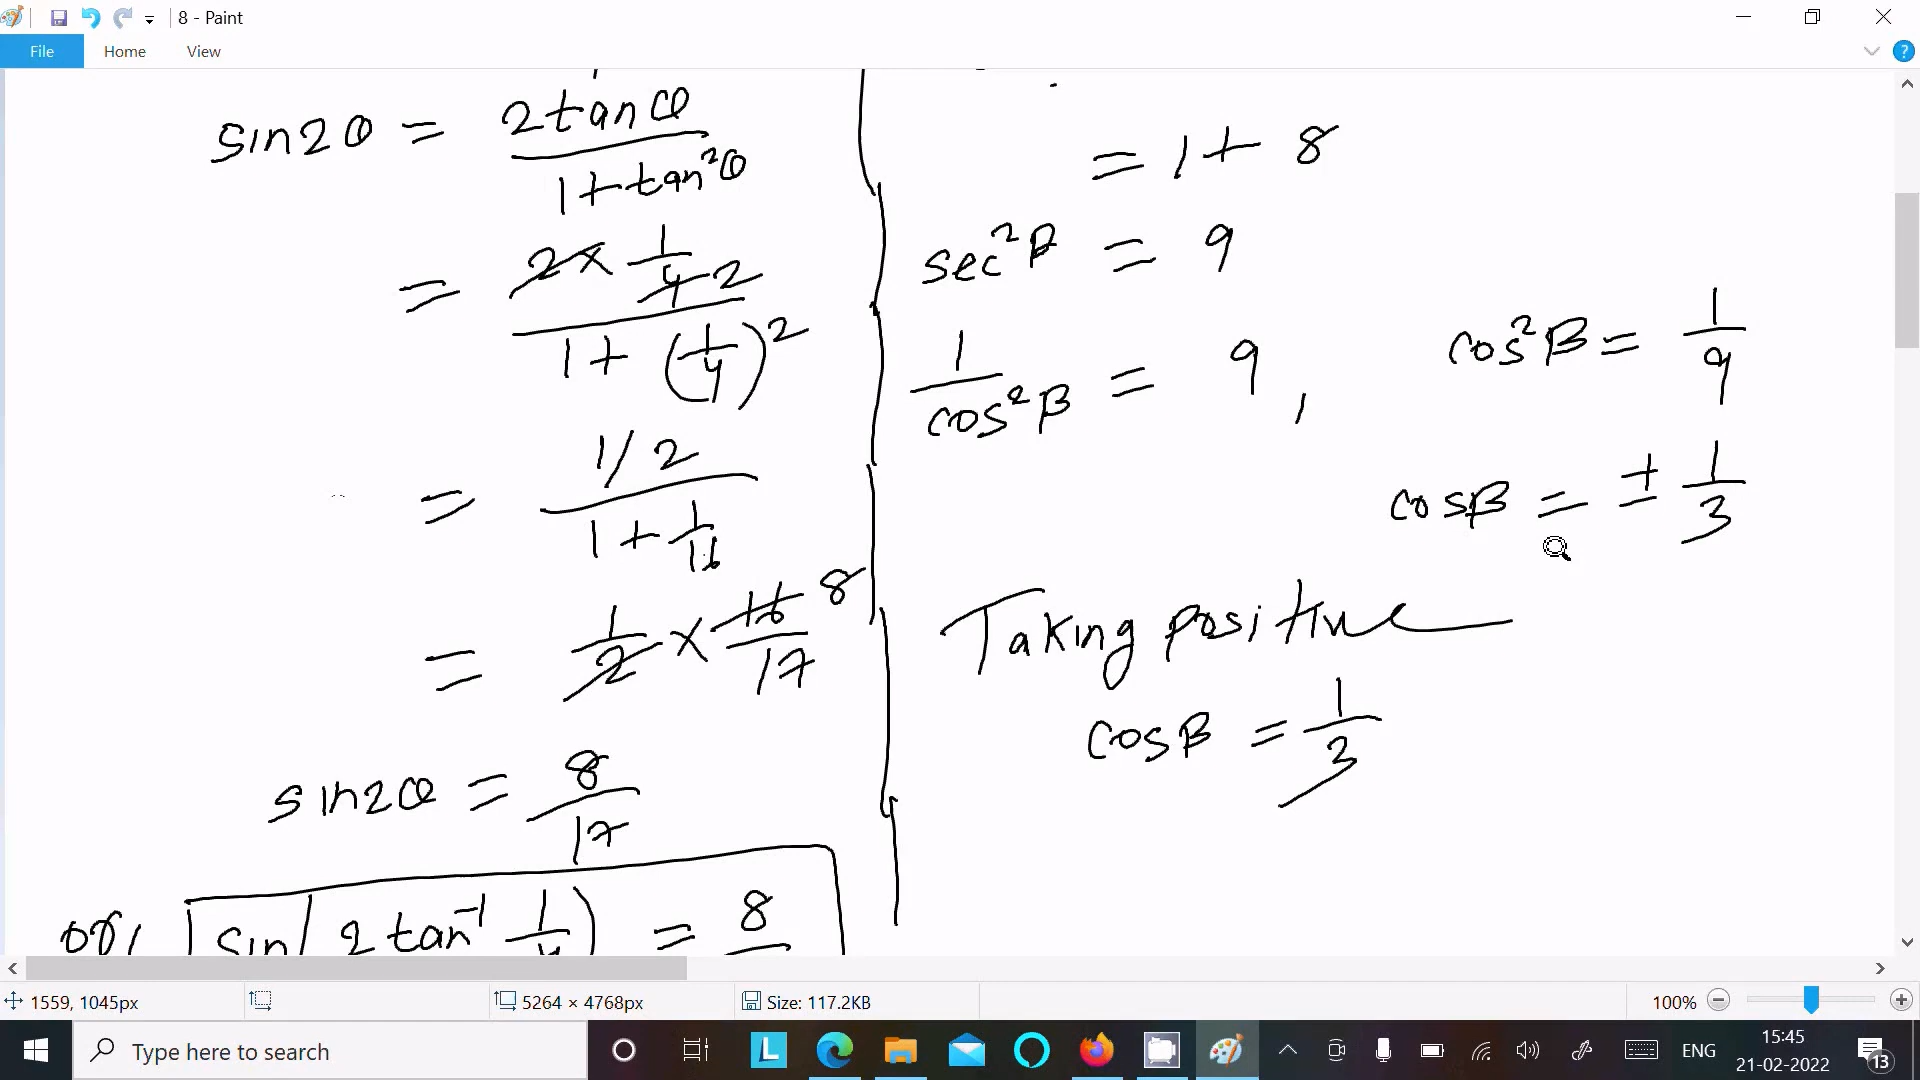 8 - Paint
File Home View
sin2θ = 2tanθ / 1+tan²θ
= 2×1/4 2 / 1+(1/4)²
= 1/2 / 1+1/16
= 1/2 × 16/17 8
sin2θ = 8/17
or, sin(2tan⁻¹ 1/4) = 8
= 1+8
sec²β = 9
1/cos²β = 9, cos²β = 1/9
cosβ = ±1/3
Taking positive
cosβ = 1/3
1559, 1045px 5264 × 4768px Size: 117.2KB 100%
Type here to search
L
ENG
15:45
21-02-2022
13